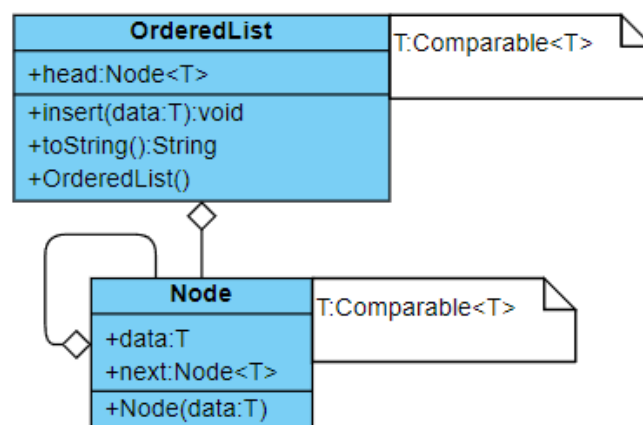 OrderedList
T:Comparable<T>
+head:Node<T>
+insert(data:T):void
+toString():String
+OrderedList()
Node
T:Comparable<T>
+data:T
+next:Node<T>
+Node(data:T)